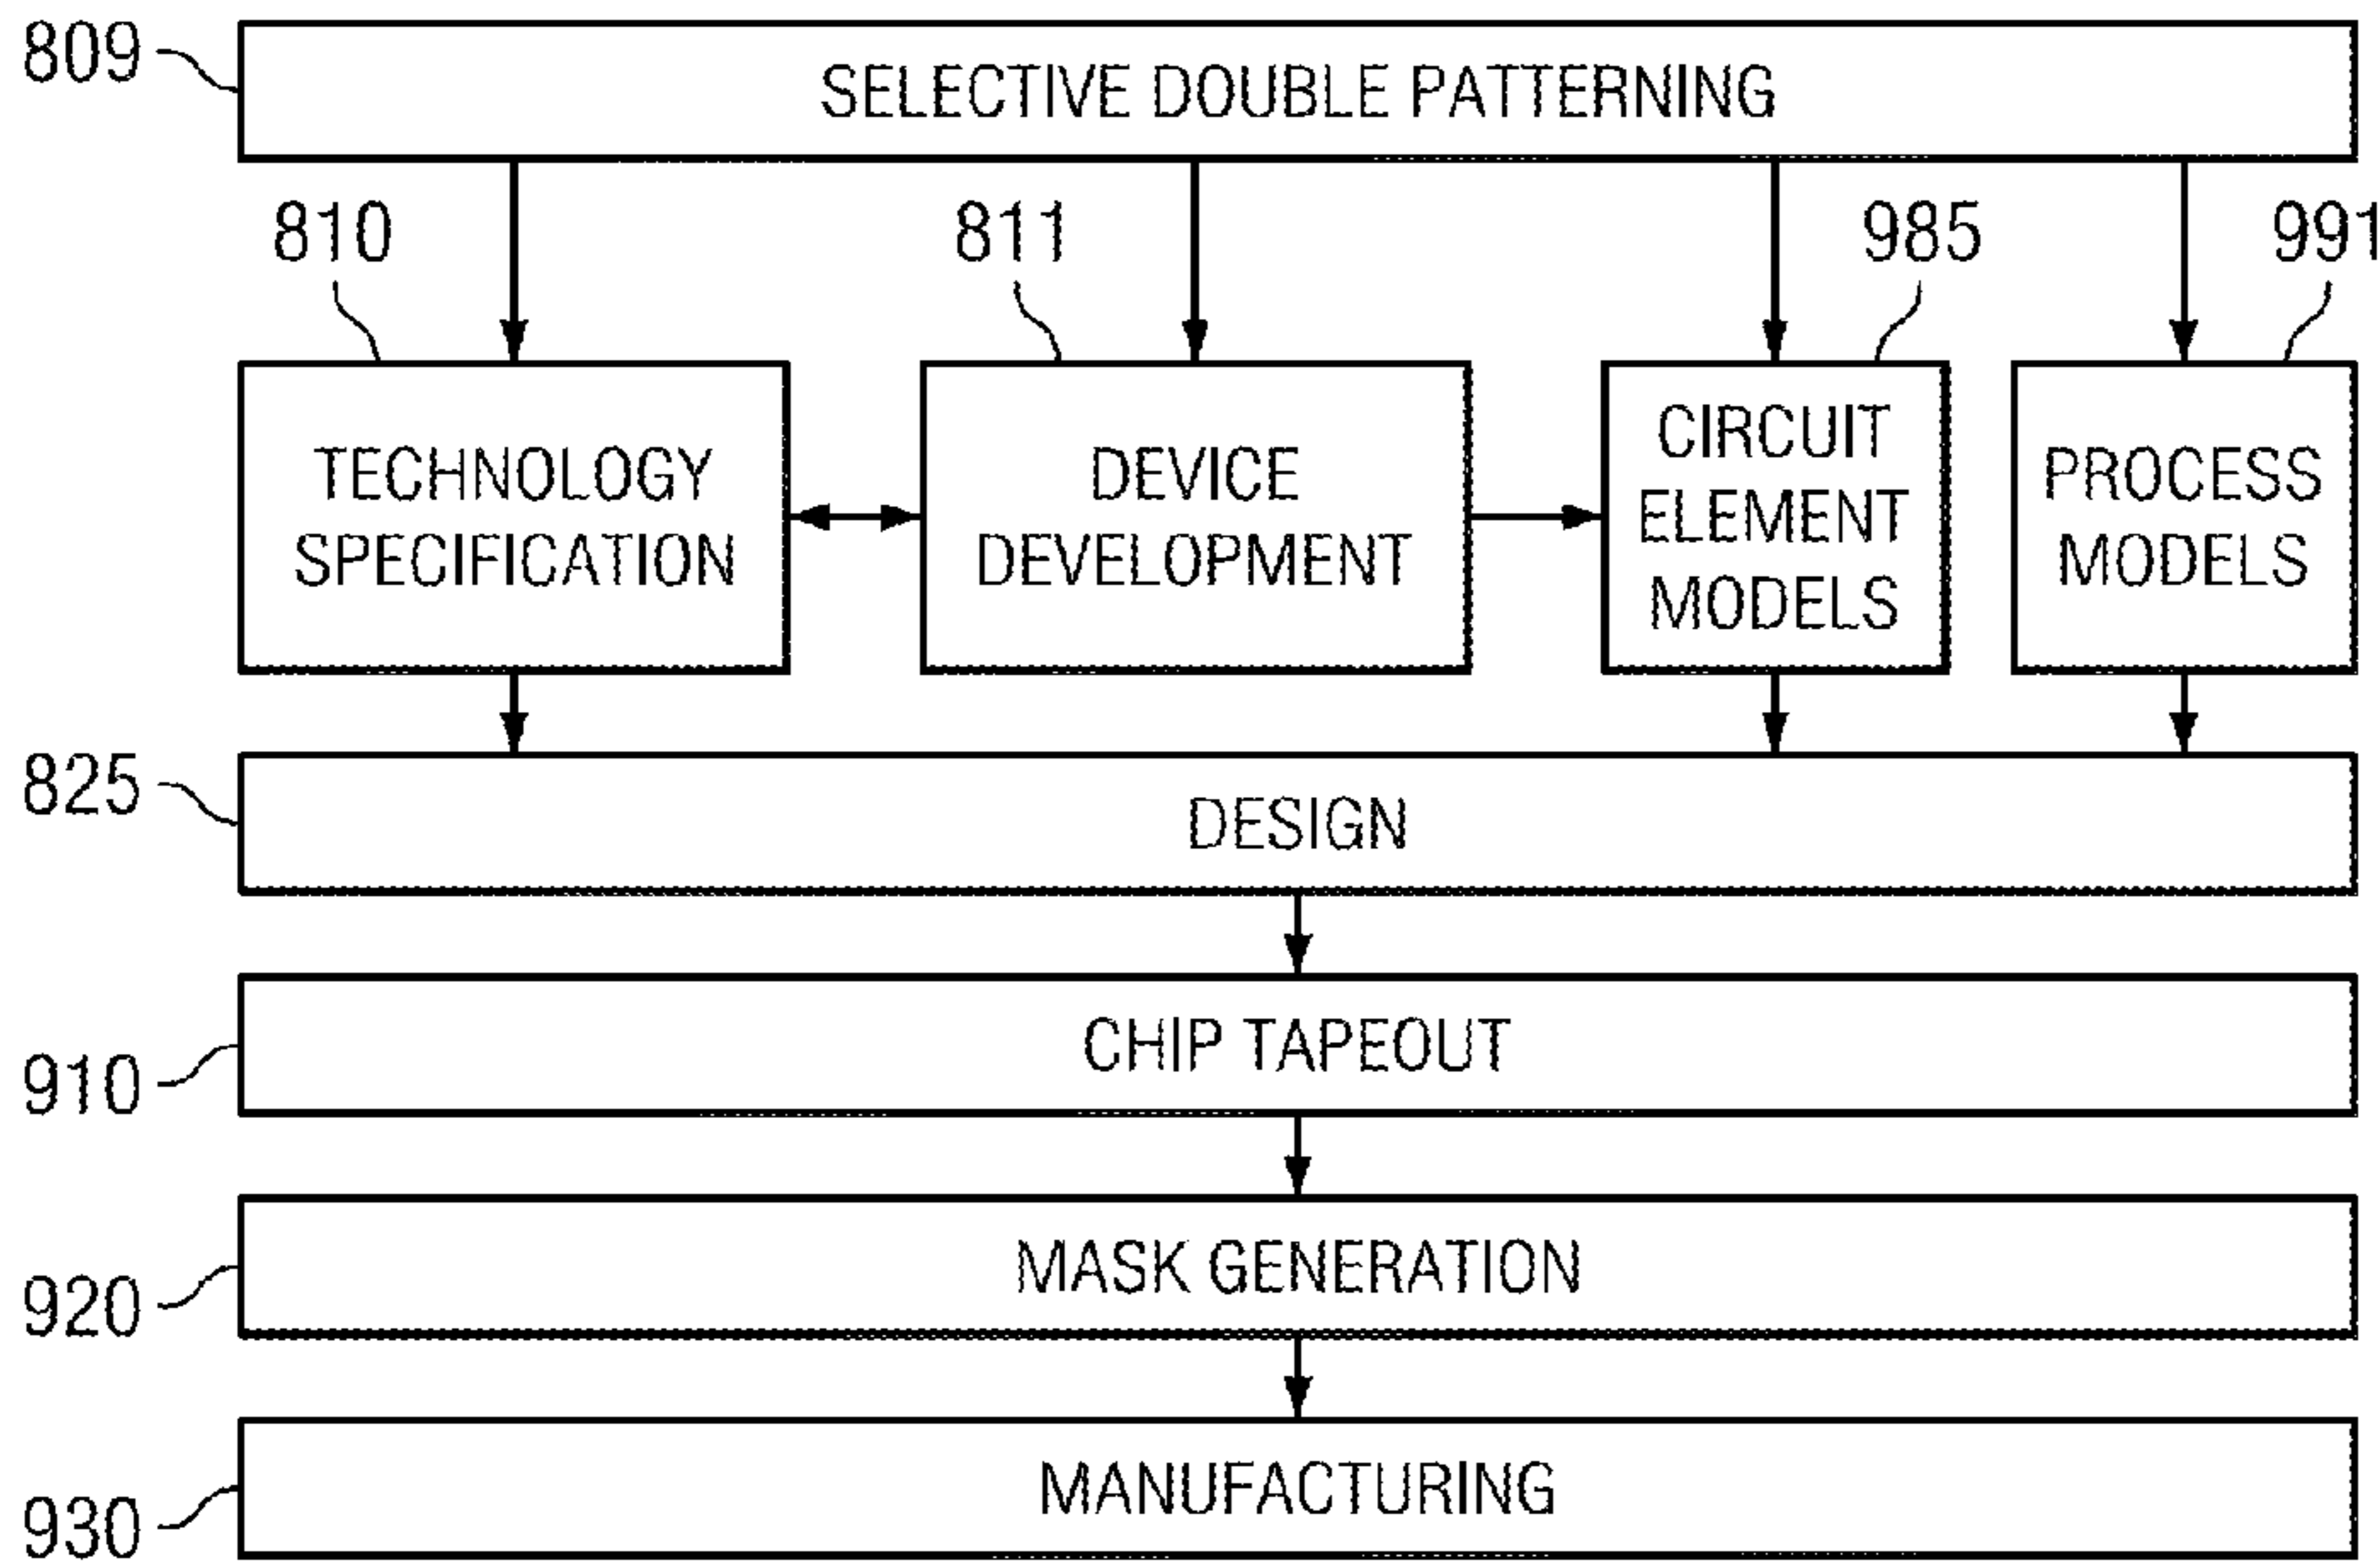 809
SELECTIVE DOUBLE PATTERNING
810
811
985
991
TECHNOLOGY
SPECIFICATION
DEVICE
DEVELOPMENT
CIRCUIT
ELEMENT
MODELS
PROCESS
MODELS
825
DESIGN
910
CHIP TAPEOUT
920
MASK GENERATION
930
MANUFACTURING